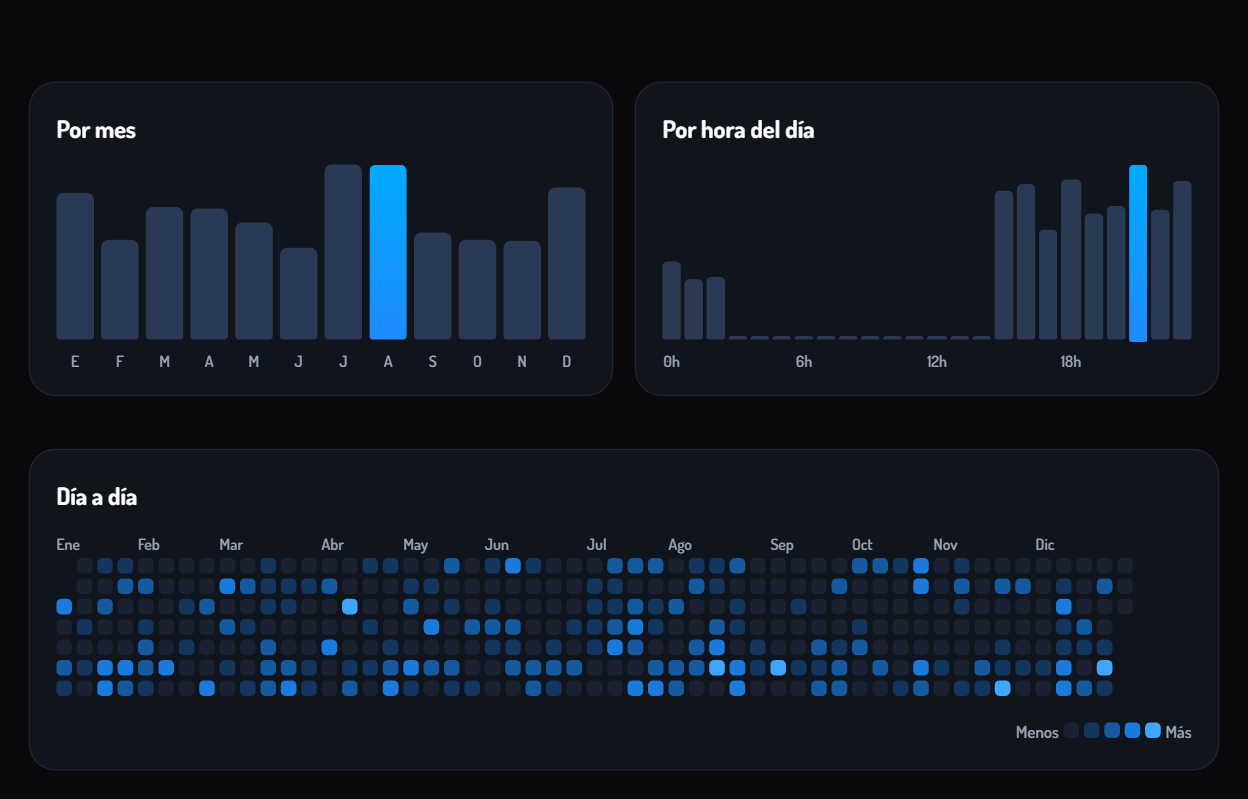 Por mes
E F M A M J J A S O N D
Por hora del día
0h 6h 12h 18h
Día a día
Ene Feb Mar Abr May Jun Jul Ago Sep Oct Nov Dic
Menos Más